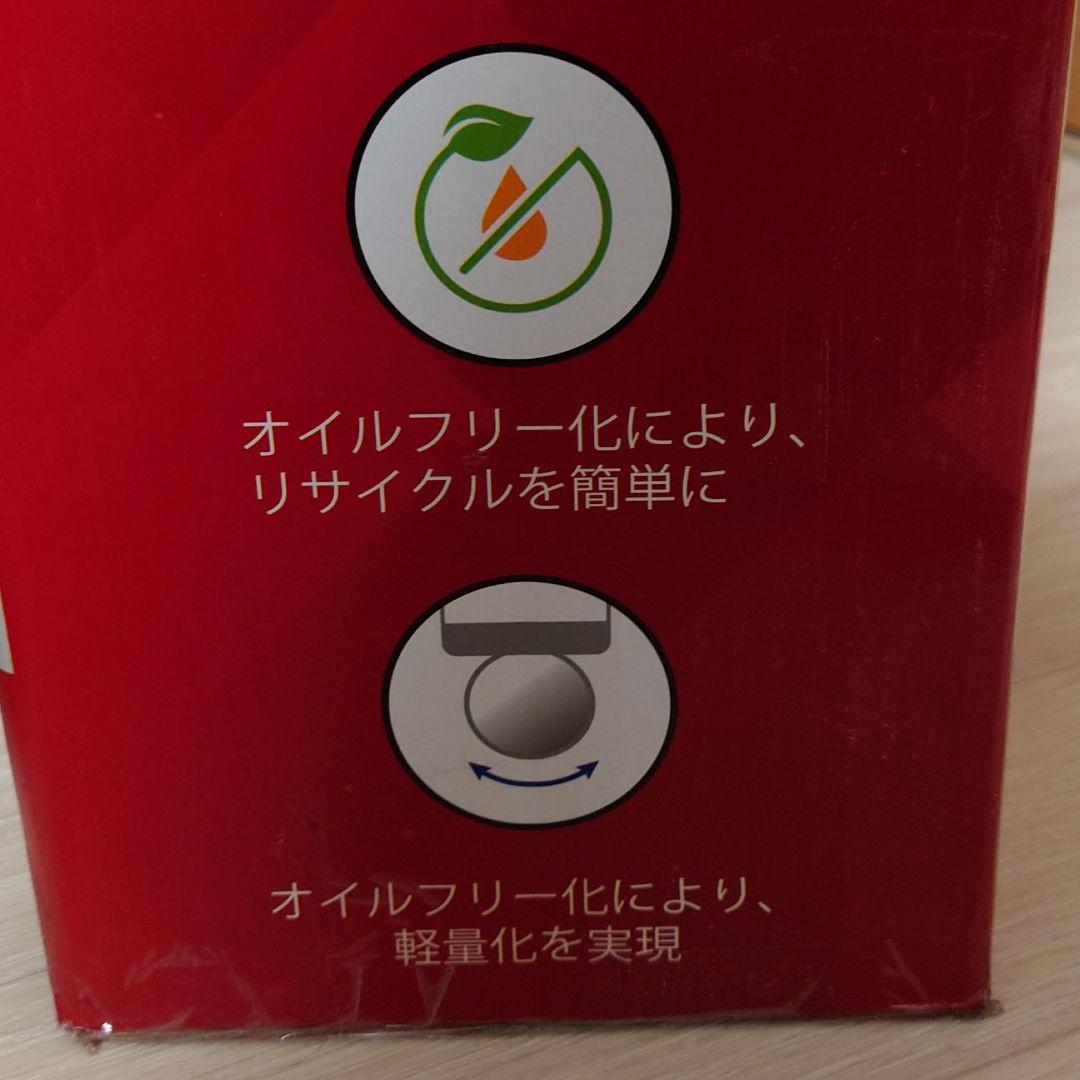 オイルフリー化により、
リサイクルを簡単に
オイルフリー化により、
軽量化を実現